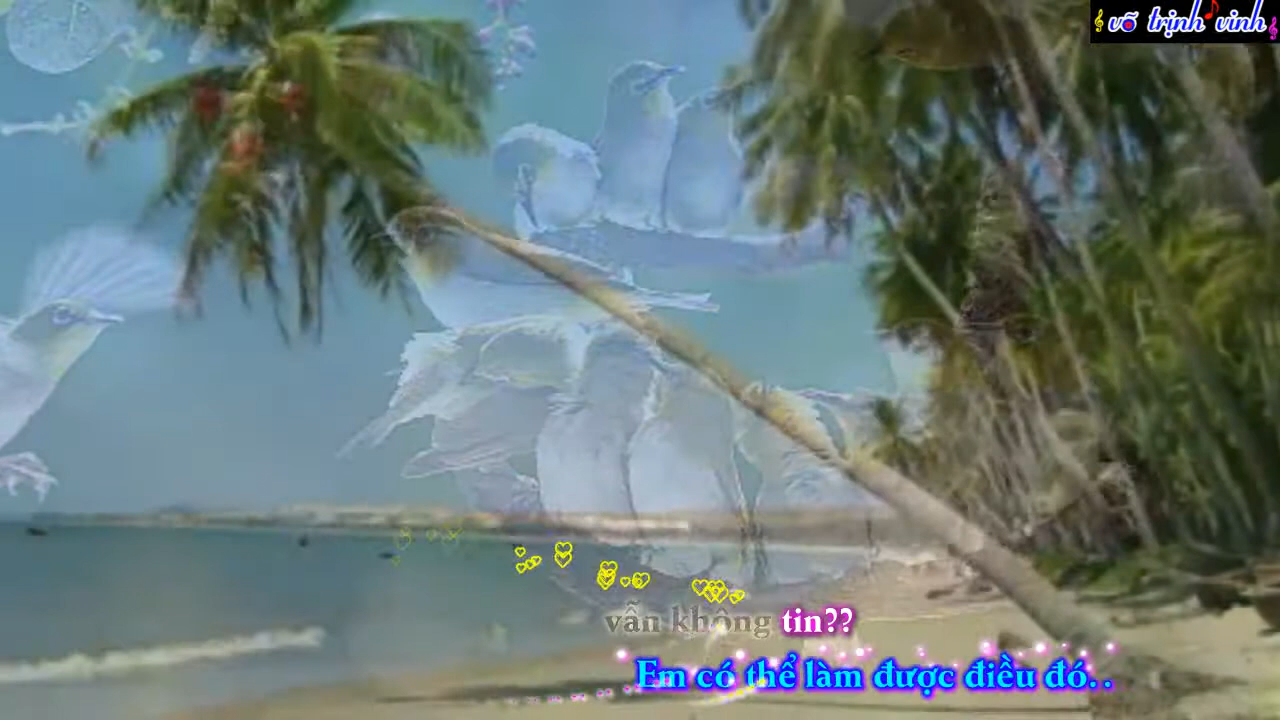 võ trịnh vinh
vẫn không tin??
Em có thể làm được điều đó. .